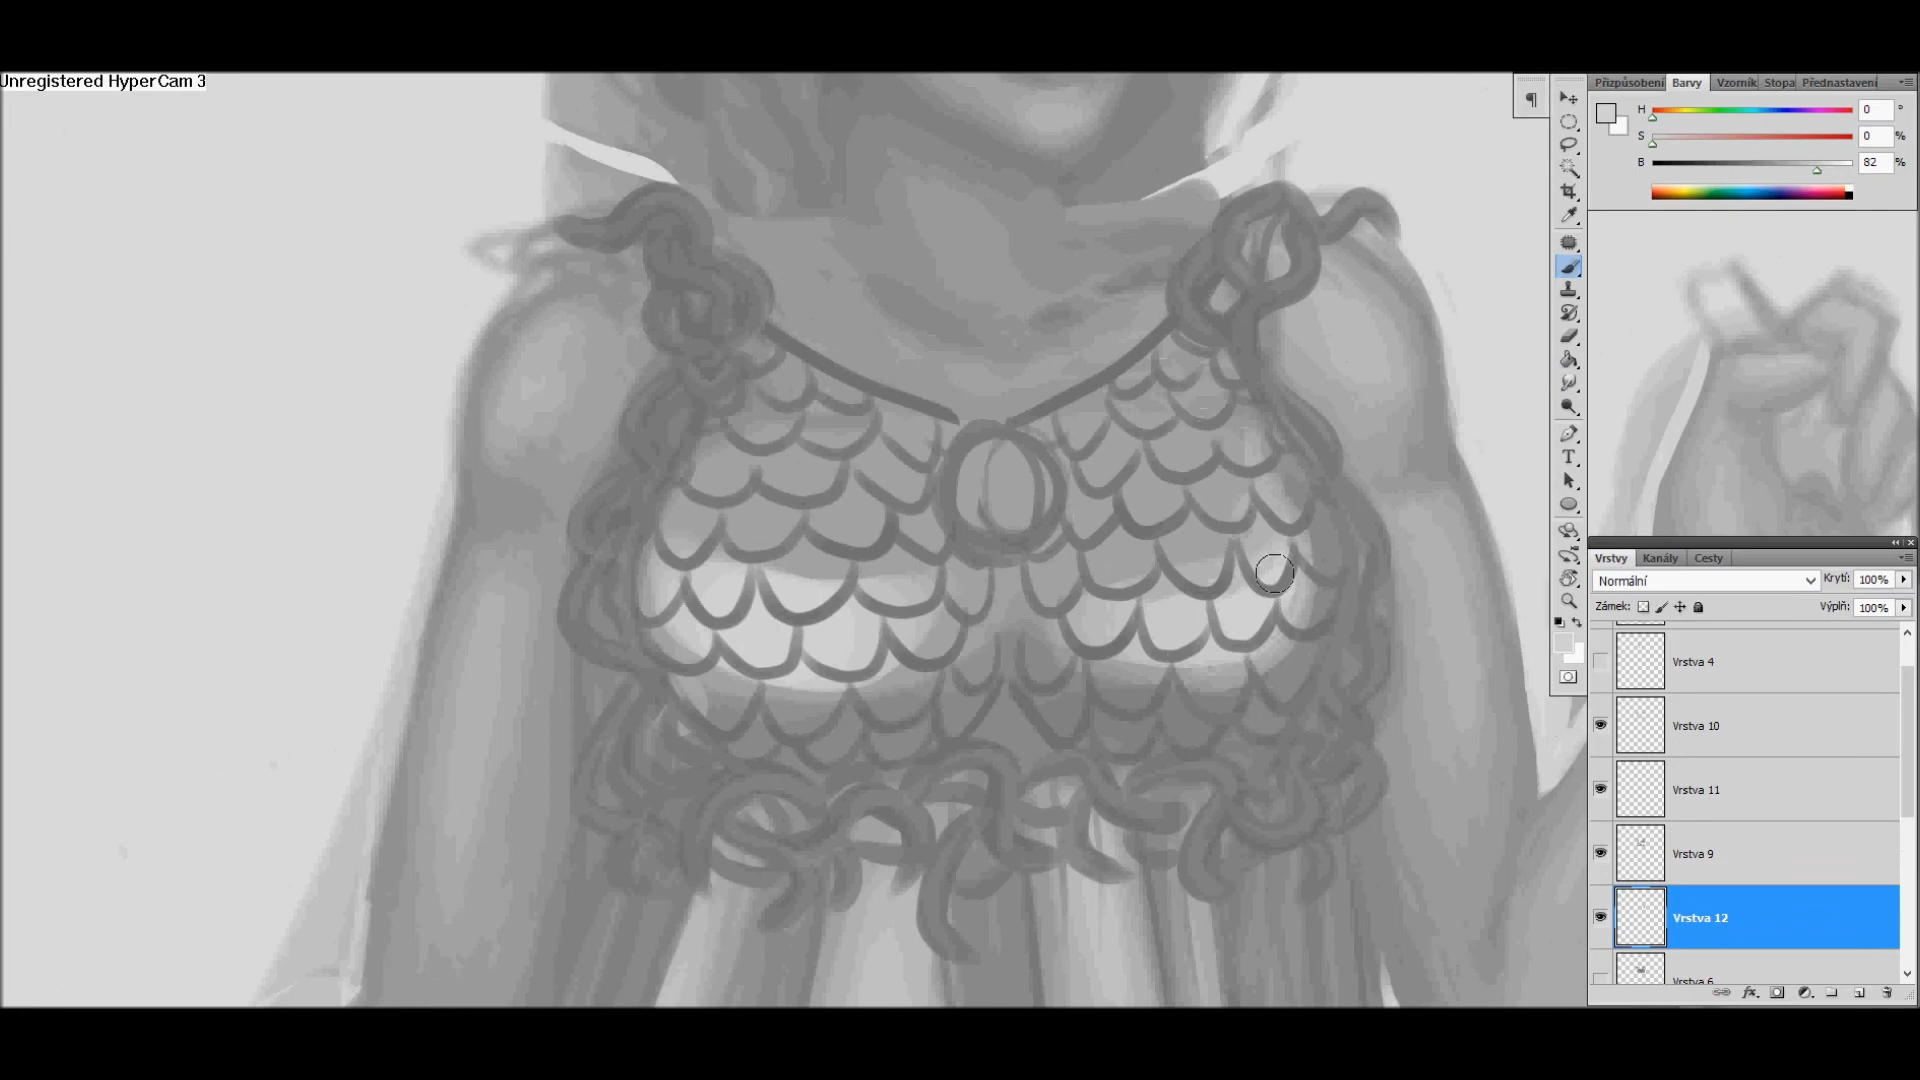 Unregistered HyperCam 3
Přizpůsobení Barvy Vzorník Stopa Přednastavení
H 0 °
S 0 %
B 82 %
Vrstvy Kanály Cesty
Normální Krytí: 100%
Zámek: Výplň: 100%
Vrstva 4
Vrstva 10
Vrstva 11
Vrstva 9
Vrstva 12
Vrstva 6